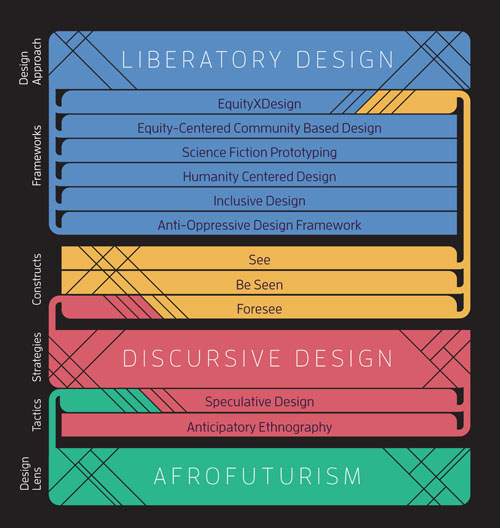 Design
Approach
LIBERATORY DESIGN
Frameworks
EquityXDesign
Equity-Centered Community Based Design
Science Fiction Prototyping
Humanity Centered Design
Inclusive Design
Anti-Oppressive Design Framework
Constructs
See
Be Seen
Foresee
Strategies
DISCURSIVE DESIGN
Tactics
Speculative Design
Anticipatory Ethnography
Design
Lens
AFROFUTURISM